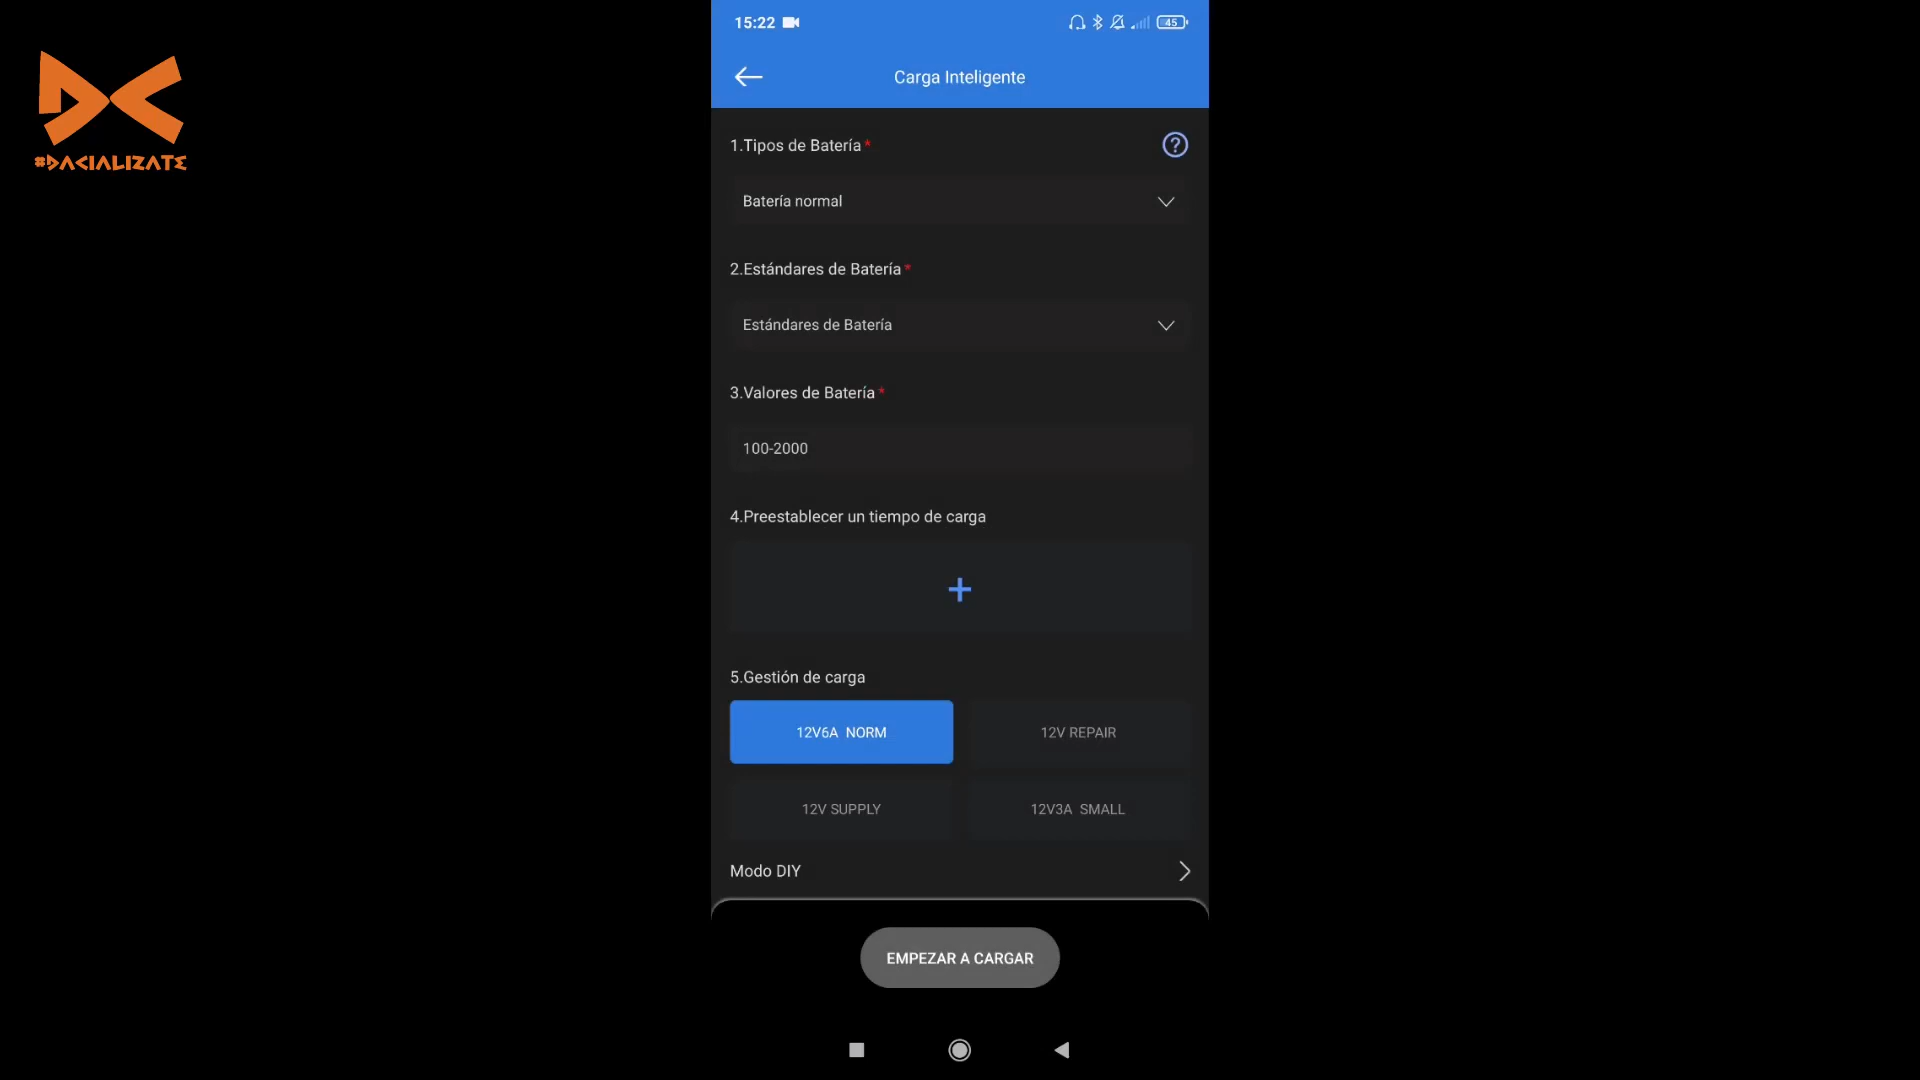 15:22
45
#DACIALIZATE
Carga Inteligente
1.Tipos de Batería*
?
Batería normal
2.Estándares de Batería*
Estándares de Batería
3.Valores de Batería*
100-2000
4.Preestablecer un tiempo de carga
+
5.Gestión de carga
12V6A NORM
12V REPAIR
12V SUPPLY
12V3A SMALL
Modo DIY
EMPEZAR A CARGAR